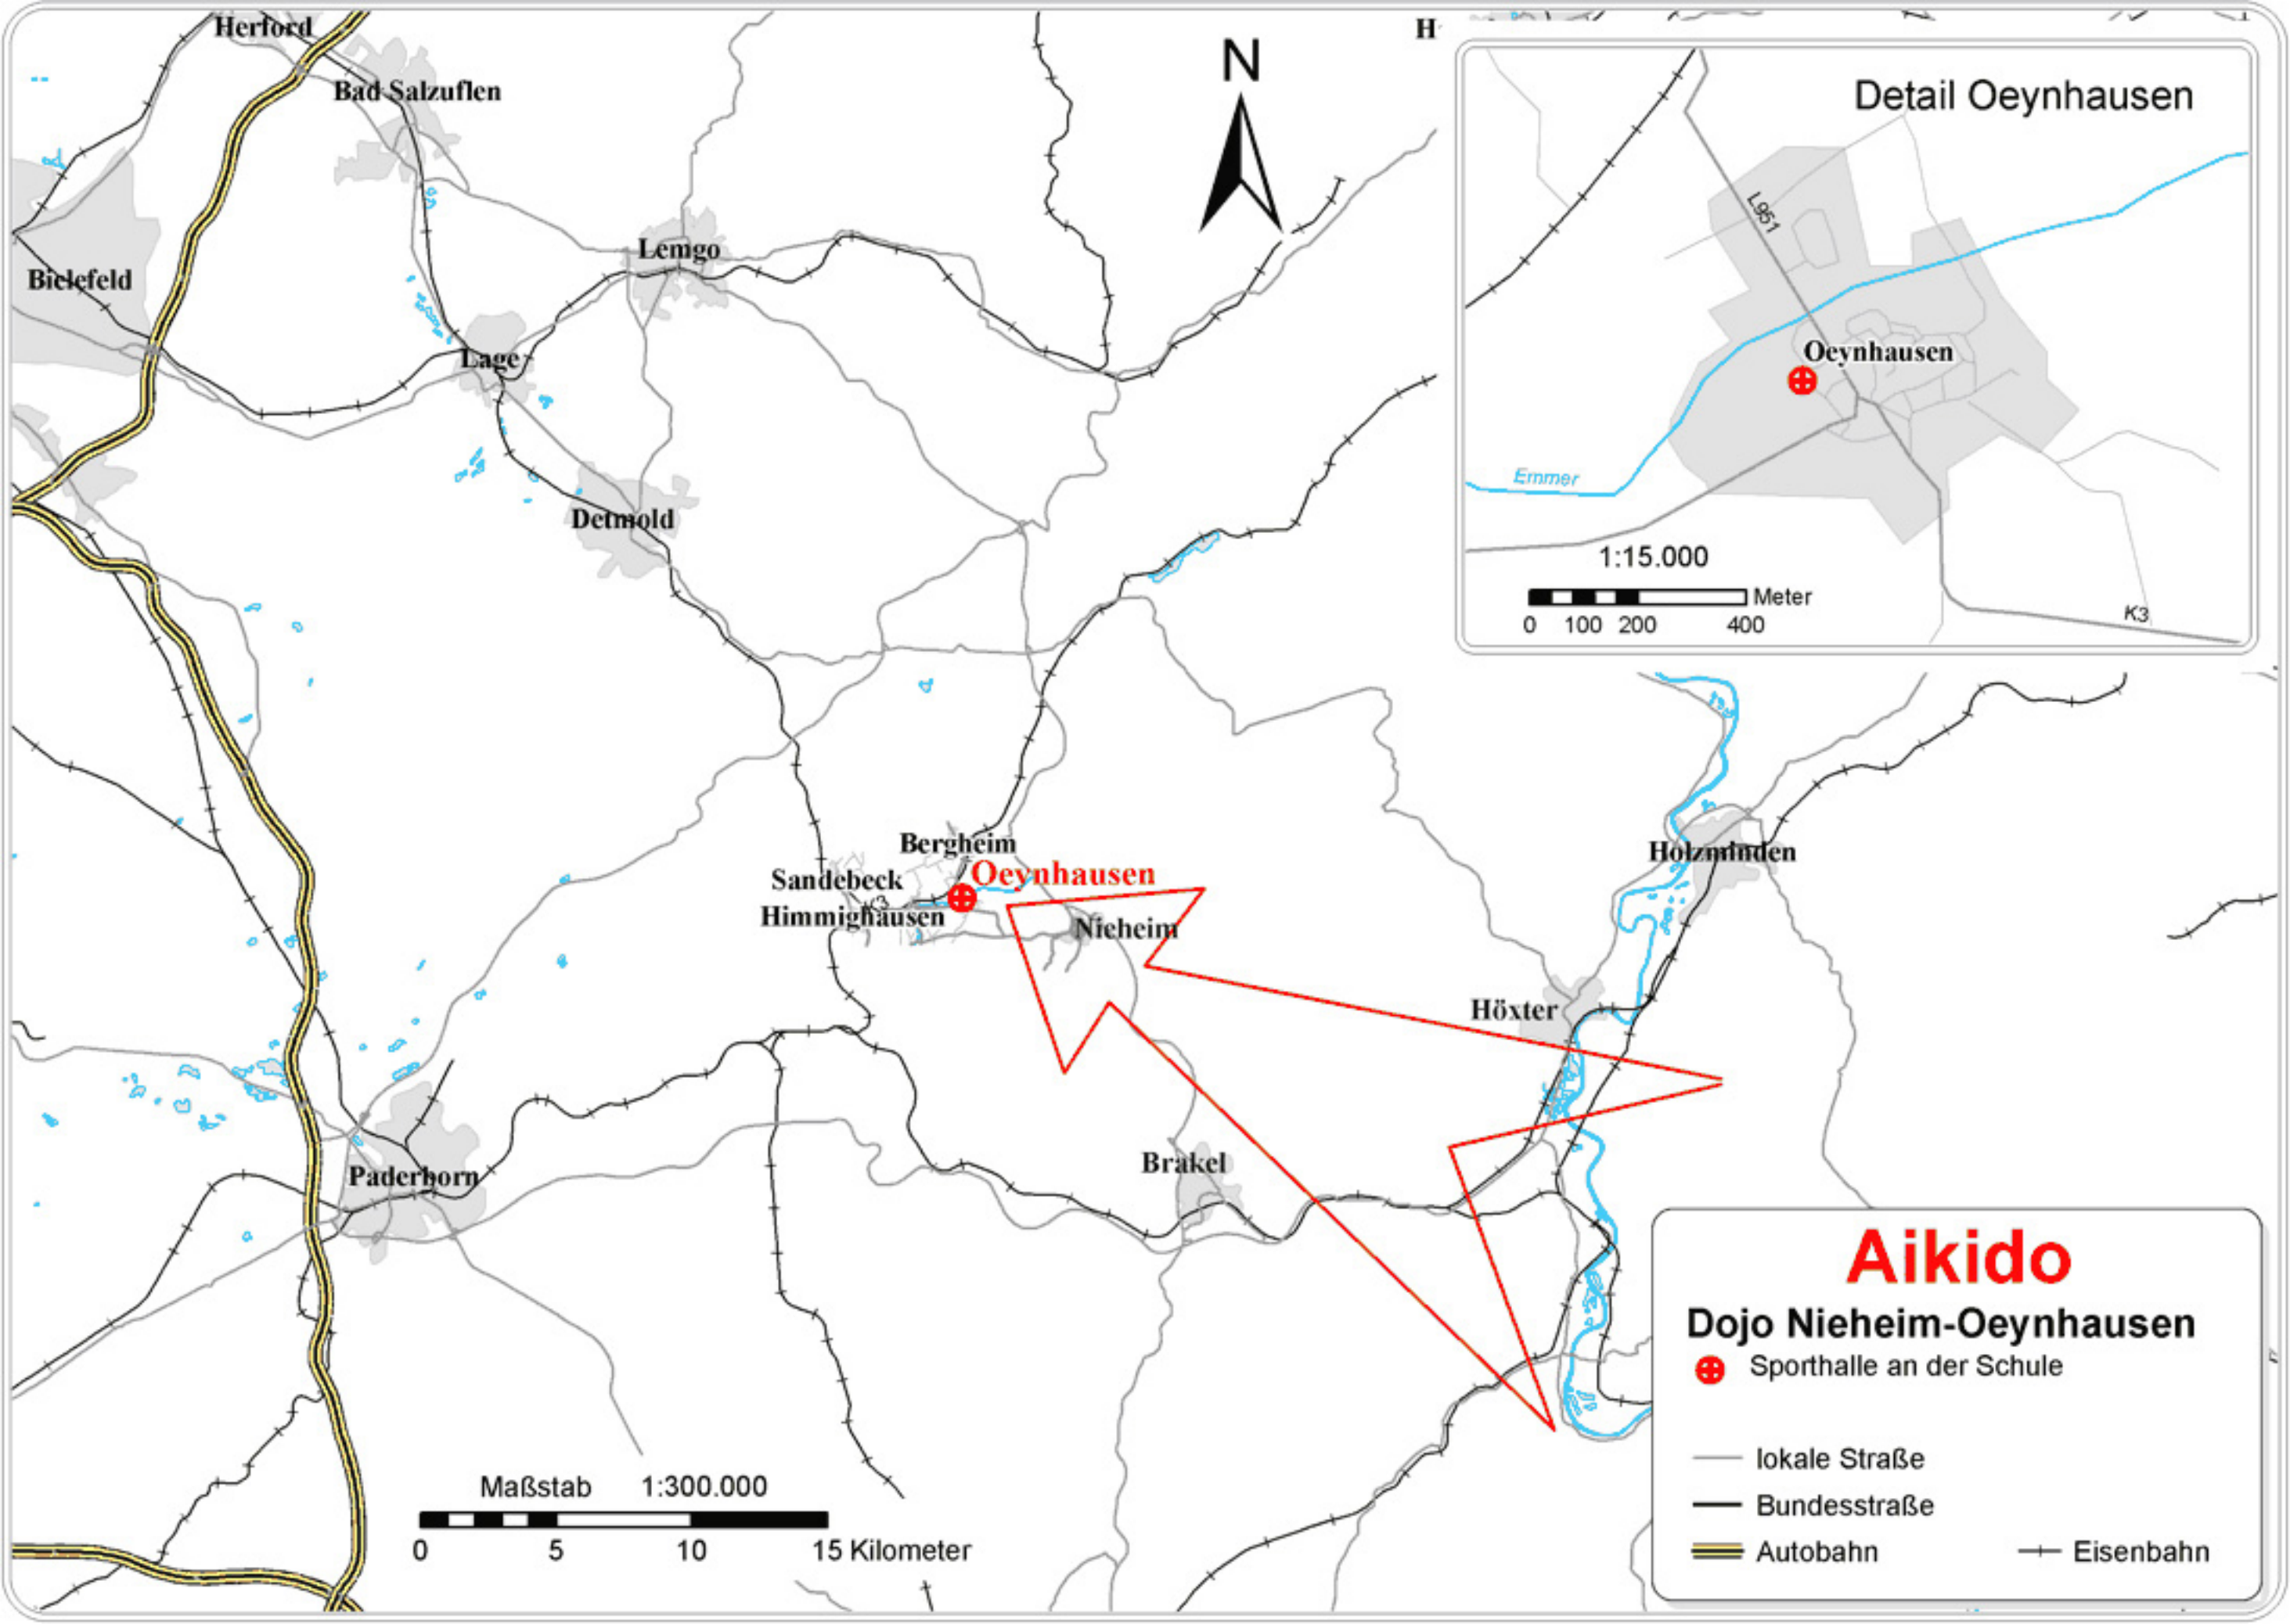 Herford
H
N
Bad Salzuflen
Detail Oeynhausen
L951
Lemgo
Bielefeld
Lage
Oeynhausen
Emmer
Detmold
1:15.000
Meter
0 100 200 400
K3
Bergheim
Holzminden
Oeynhausen
Sandebeck
K3
Himmighausen
Nieheim
Höxter
Brakel
Paderborn
Aikido
Dojo Nieheim-Oeynhausen
Sporthalle an der Schule
lokale Straße
Maßstab 1:300.000
Bundesstraße
0 5 10 15 Kilometer
Autobahn
Eisenbahn